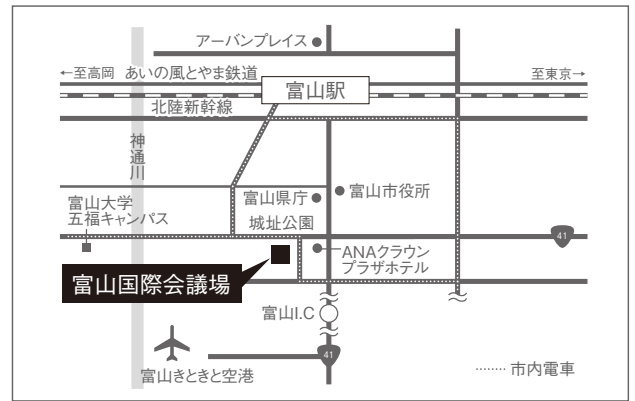 アーバンプレイス
←至高岡 あいの風とやま鉄道
至東京→
富山駅
北陸新幹線
神通川
富山大学
五福キャンパス
富山県庁
富山市役所
城址公園
41
ANAクラウン
プラザホテル
富山国際会議場
富山I.C
41
富山きときと空港
........ 市内電車